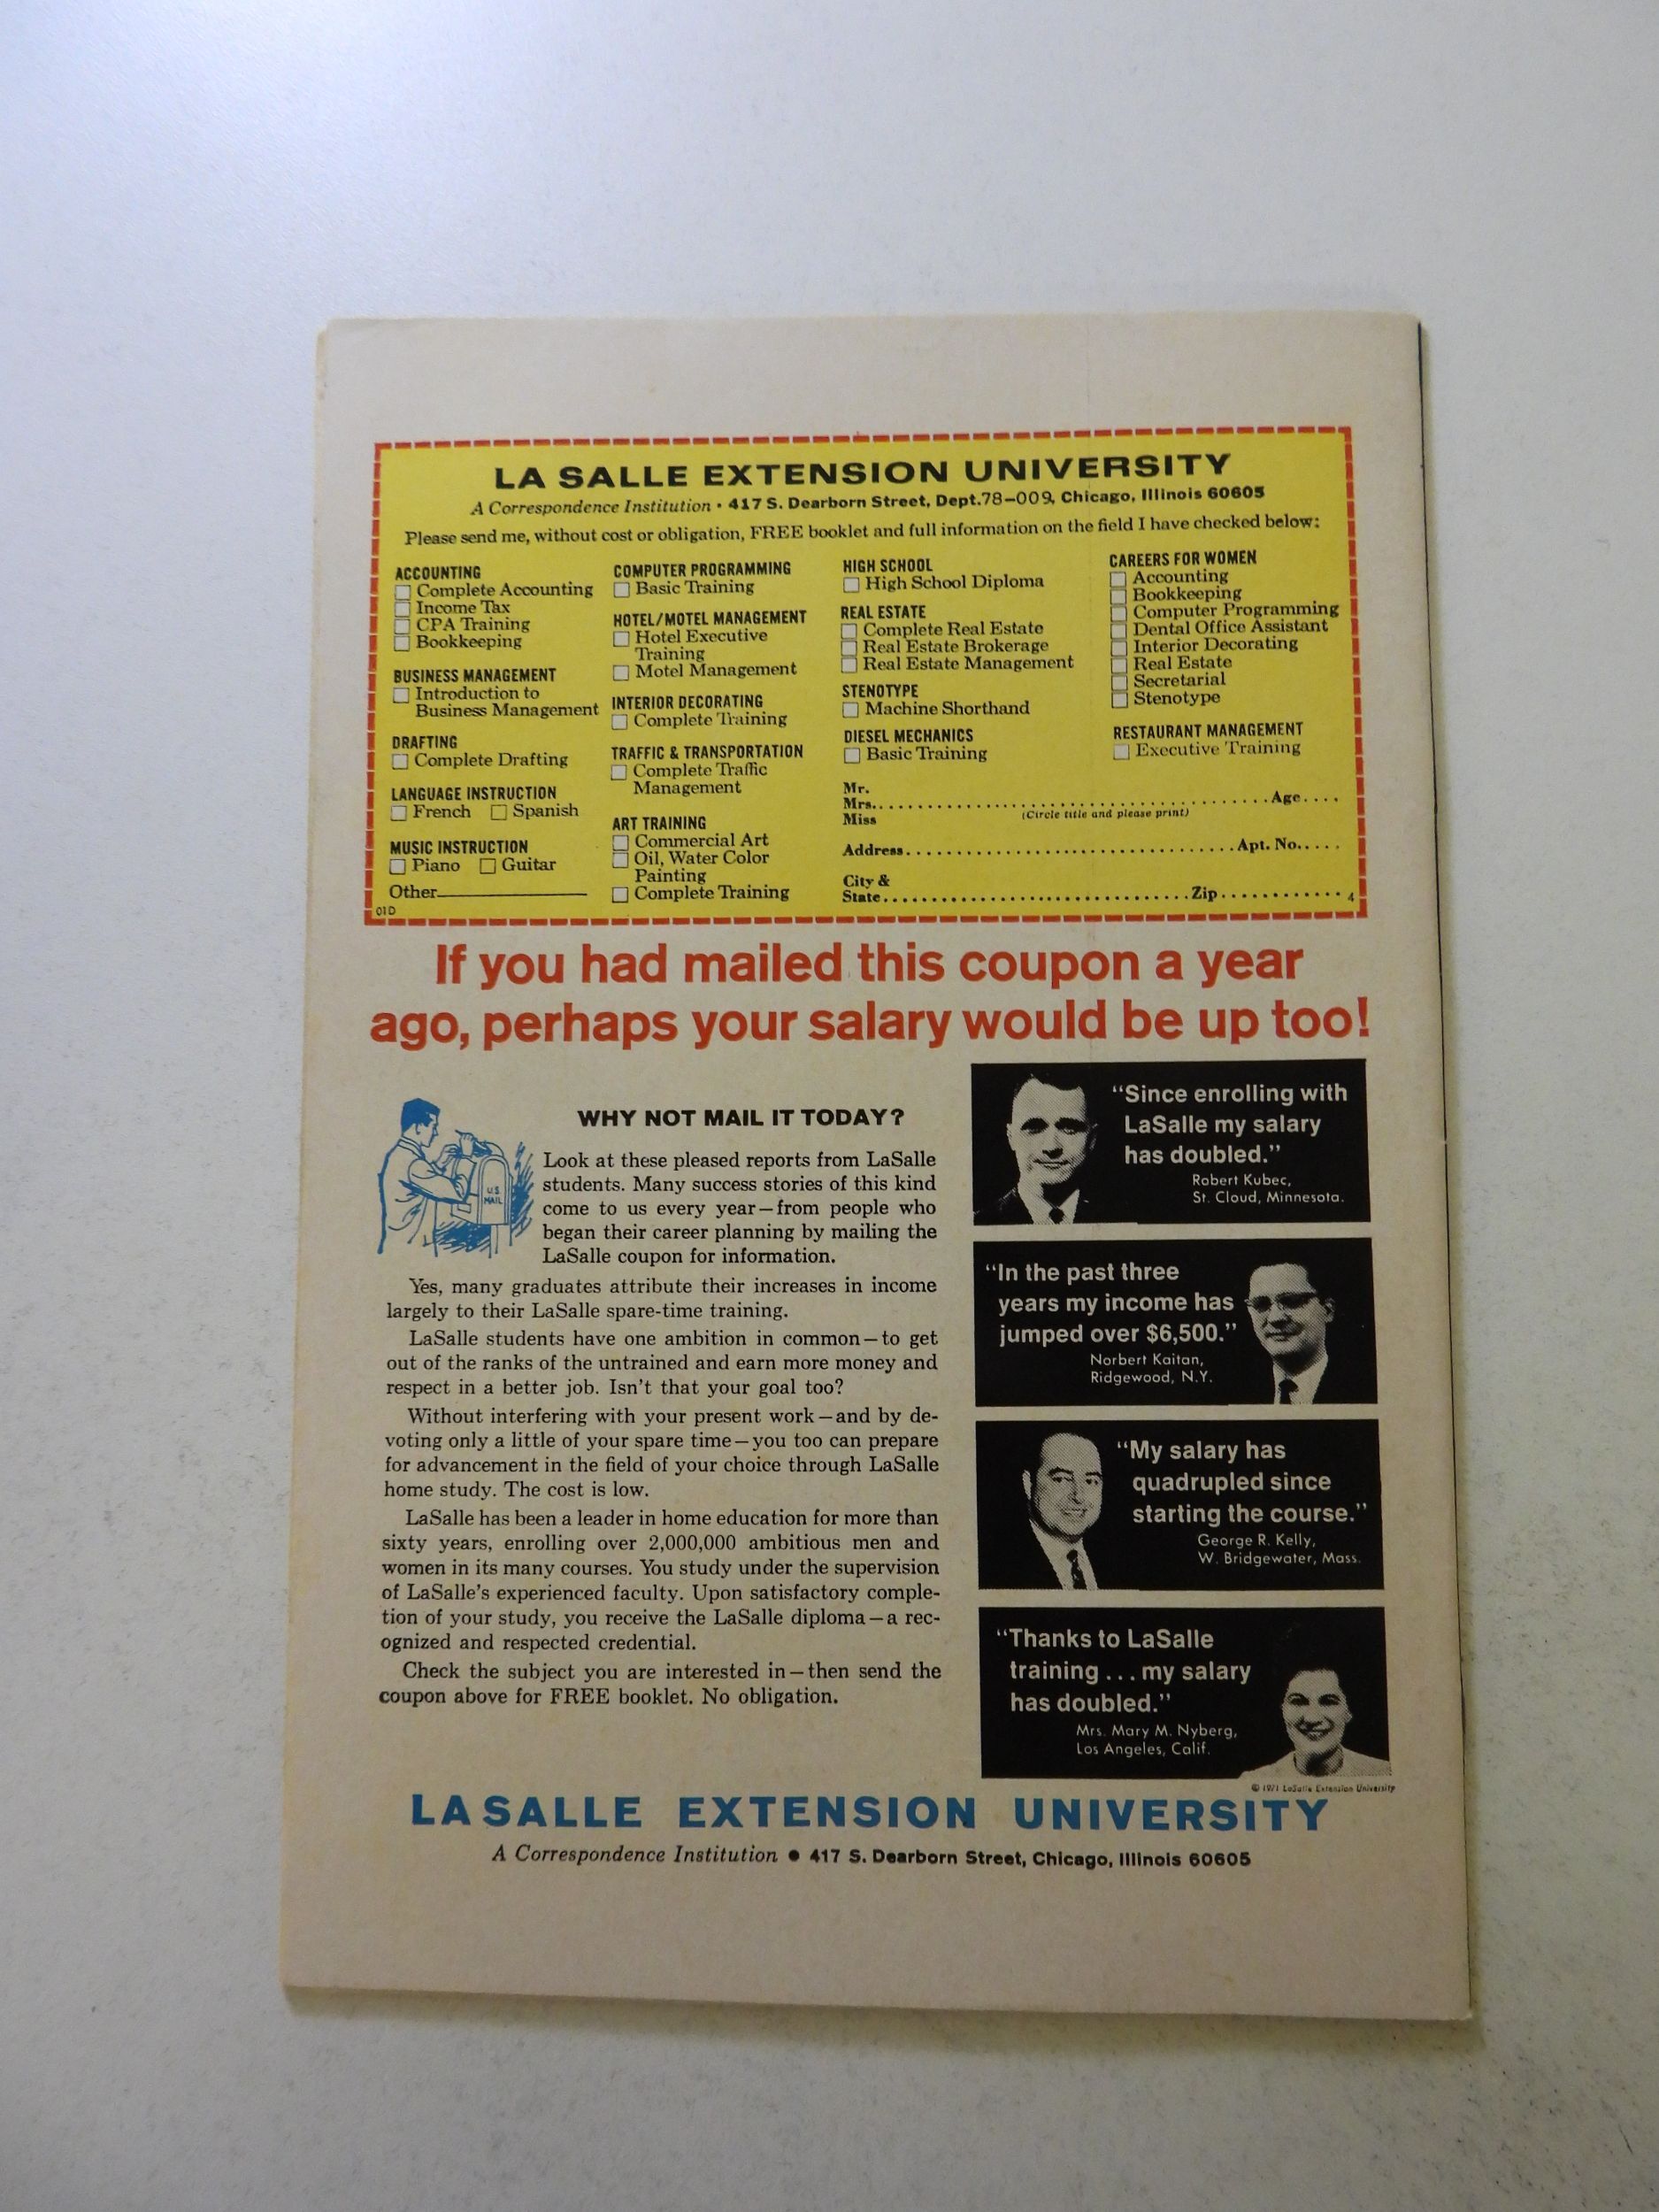 LA SALLE EXTENSION UNIVERSITY
A Correspondence Institution • 417 S. Dearborn Street, Dept.78-009, Chicago, Illinois 60605
Please send me, without cost or obligation, FREE booklet and full information on the field I have checked below:
ACCOUNTING
Complete Accounting
Income Tax
CPA Training
Bookkeeping
BUSINESS MANAGEMENT
Introduction to
Business Management
DRAFTING
Complete Drafting
LANGUAGE INSTRUCTION
French Spanish
MUSIC INSTRUCTION
Piano Guitar
Other
01D
COMPUTER PROGRAMMING
Basic Training
HOTEL/MOTEL MANAGEMENT
Hotel Executive
Training
Motel Management
INTERIOR DECORATING
Complete Training
TRAFFIC & TRANSPORTATION
Complete Traffic
Management
ART TRAINING
Commercial Art
Oil, Water Color
Painting
Complete Training
HIGH SCHOOL
High School Diploma
REAL ESTATE
Complete Real Estate
Real Estate Brokerage
Real Estate Management
STENOTYPE
Machine Shorthand
DIESEL MECHANICS
Basic Training
CAREERS FOR WOMEN
Accounting
Bookkeeping
Computer Programming
Dental Office Assistant
Interior Decorating
Real Estate
Secretarial
Stenotype
RESTAURANT MANAGEMENT
Executive Training
Mr.
Mrs. Age
Miss (Circle title and please print)
Address Apt. No.
City &
State Zip 4
If you had mailed this coupon a year
ago, perhaps your salary would be up too!
U.S.
MAIL
WHY NOT MAIL IT TODAY?
Look at these pleased reports from LaSalle
students. Many success stories of this kind
come to us every year—from people who
began their career planning by mailing the
LaSalle coupon for information.
Yes, many graduates attribute their increases in income
largely to their LaSalle spare-time training.
LaSalle students have one ambition in common—to get
out of the ranks of the untrained and earn more money and
respect in a better job. Isn't that your goal too?
Without interfering with your present work—and by de-
voting only a little of your spare time—you too can prepare
for advancement in the field of your choice through LaSalle
home study. The cost is low.
LaSalle has been a leader in home education for more than
sixty years, enrolling over 2,000,000 ambitious men and
women in its many courses. You study under the supervision
of LaSalle's experienced faculty. Upon satisfactory comple-
tion of your study, you receive the LaSalle diploma—a rec-
ognized and respected credential.
Check the subject you are interested in—then send the
coupon above for FREE booklet. No obligation.
"Since enrolling with
LaSalle my salary
has doubled."
Robert Kubec,
St. Cloud, Minnesota.
"In the past three
years my income has
jumped over $6,500."
Norbert Kaitan,
Ridgewood, N.Y.
"My salary has
quadrupled since
starting the course."
George R. Kelly,
W. Bridgewater, Mass.
"Thanks to LaSalle
training ... my salary
has doubled."
Mrs. Mary M. Nyberg,
Los Angeles, Calif.
© 1971 LaSalle Extension University
LA SALLE EXTENSION UNIVERSITY
A Correspondence Institution • 417 S. Dearborn Street, Chicago, Illinois 60605